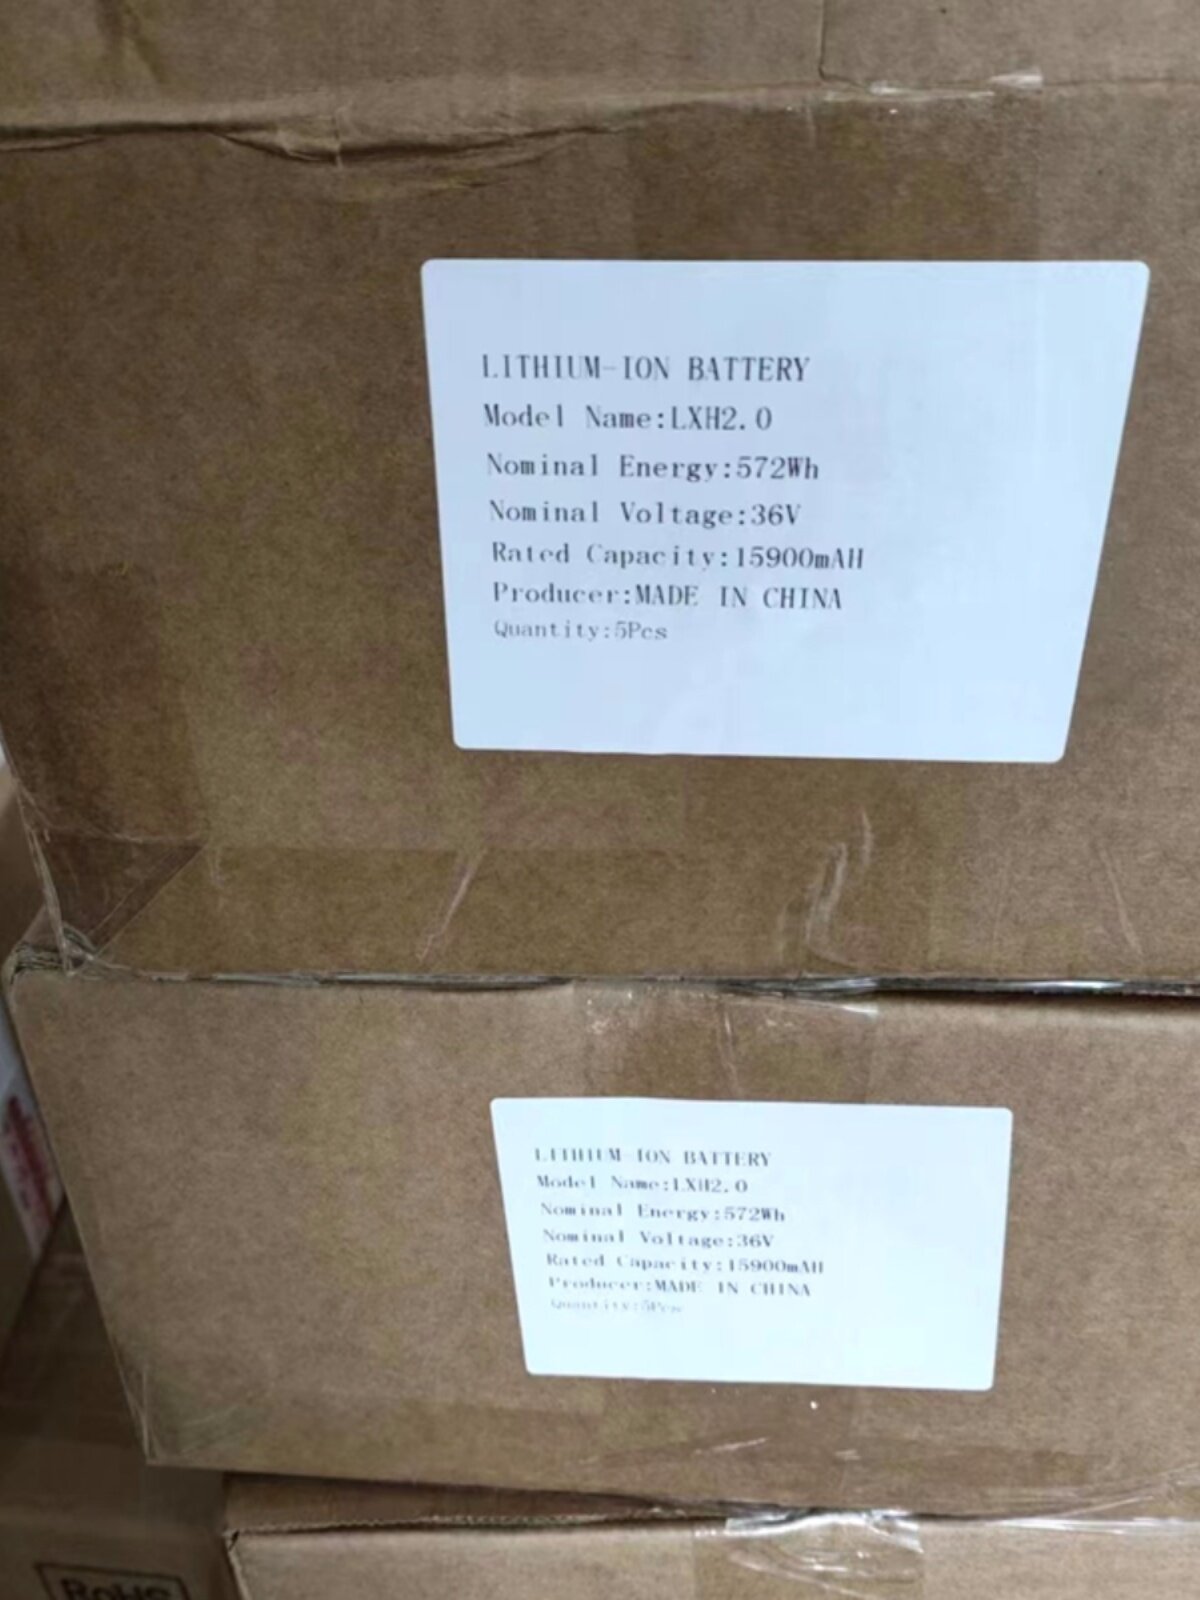 LITHIUM-ION BATTERY
Model Name:LXH2.0
Nominal Energy:572Wh
Nominal Voltage:36V
Rated Capacity:15900mAH
Producer:MADE IN CHINA
Quantity:5Pcs
LITHIUM-ION BATTERY
Model Name:LXH2.0
Nominal Energy:572Wh
Nominal Voltage:36V
Rated Capacity:15900mAH
Producer:MADE IN CHINA
Quantity:5Pcs
RoHS